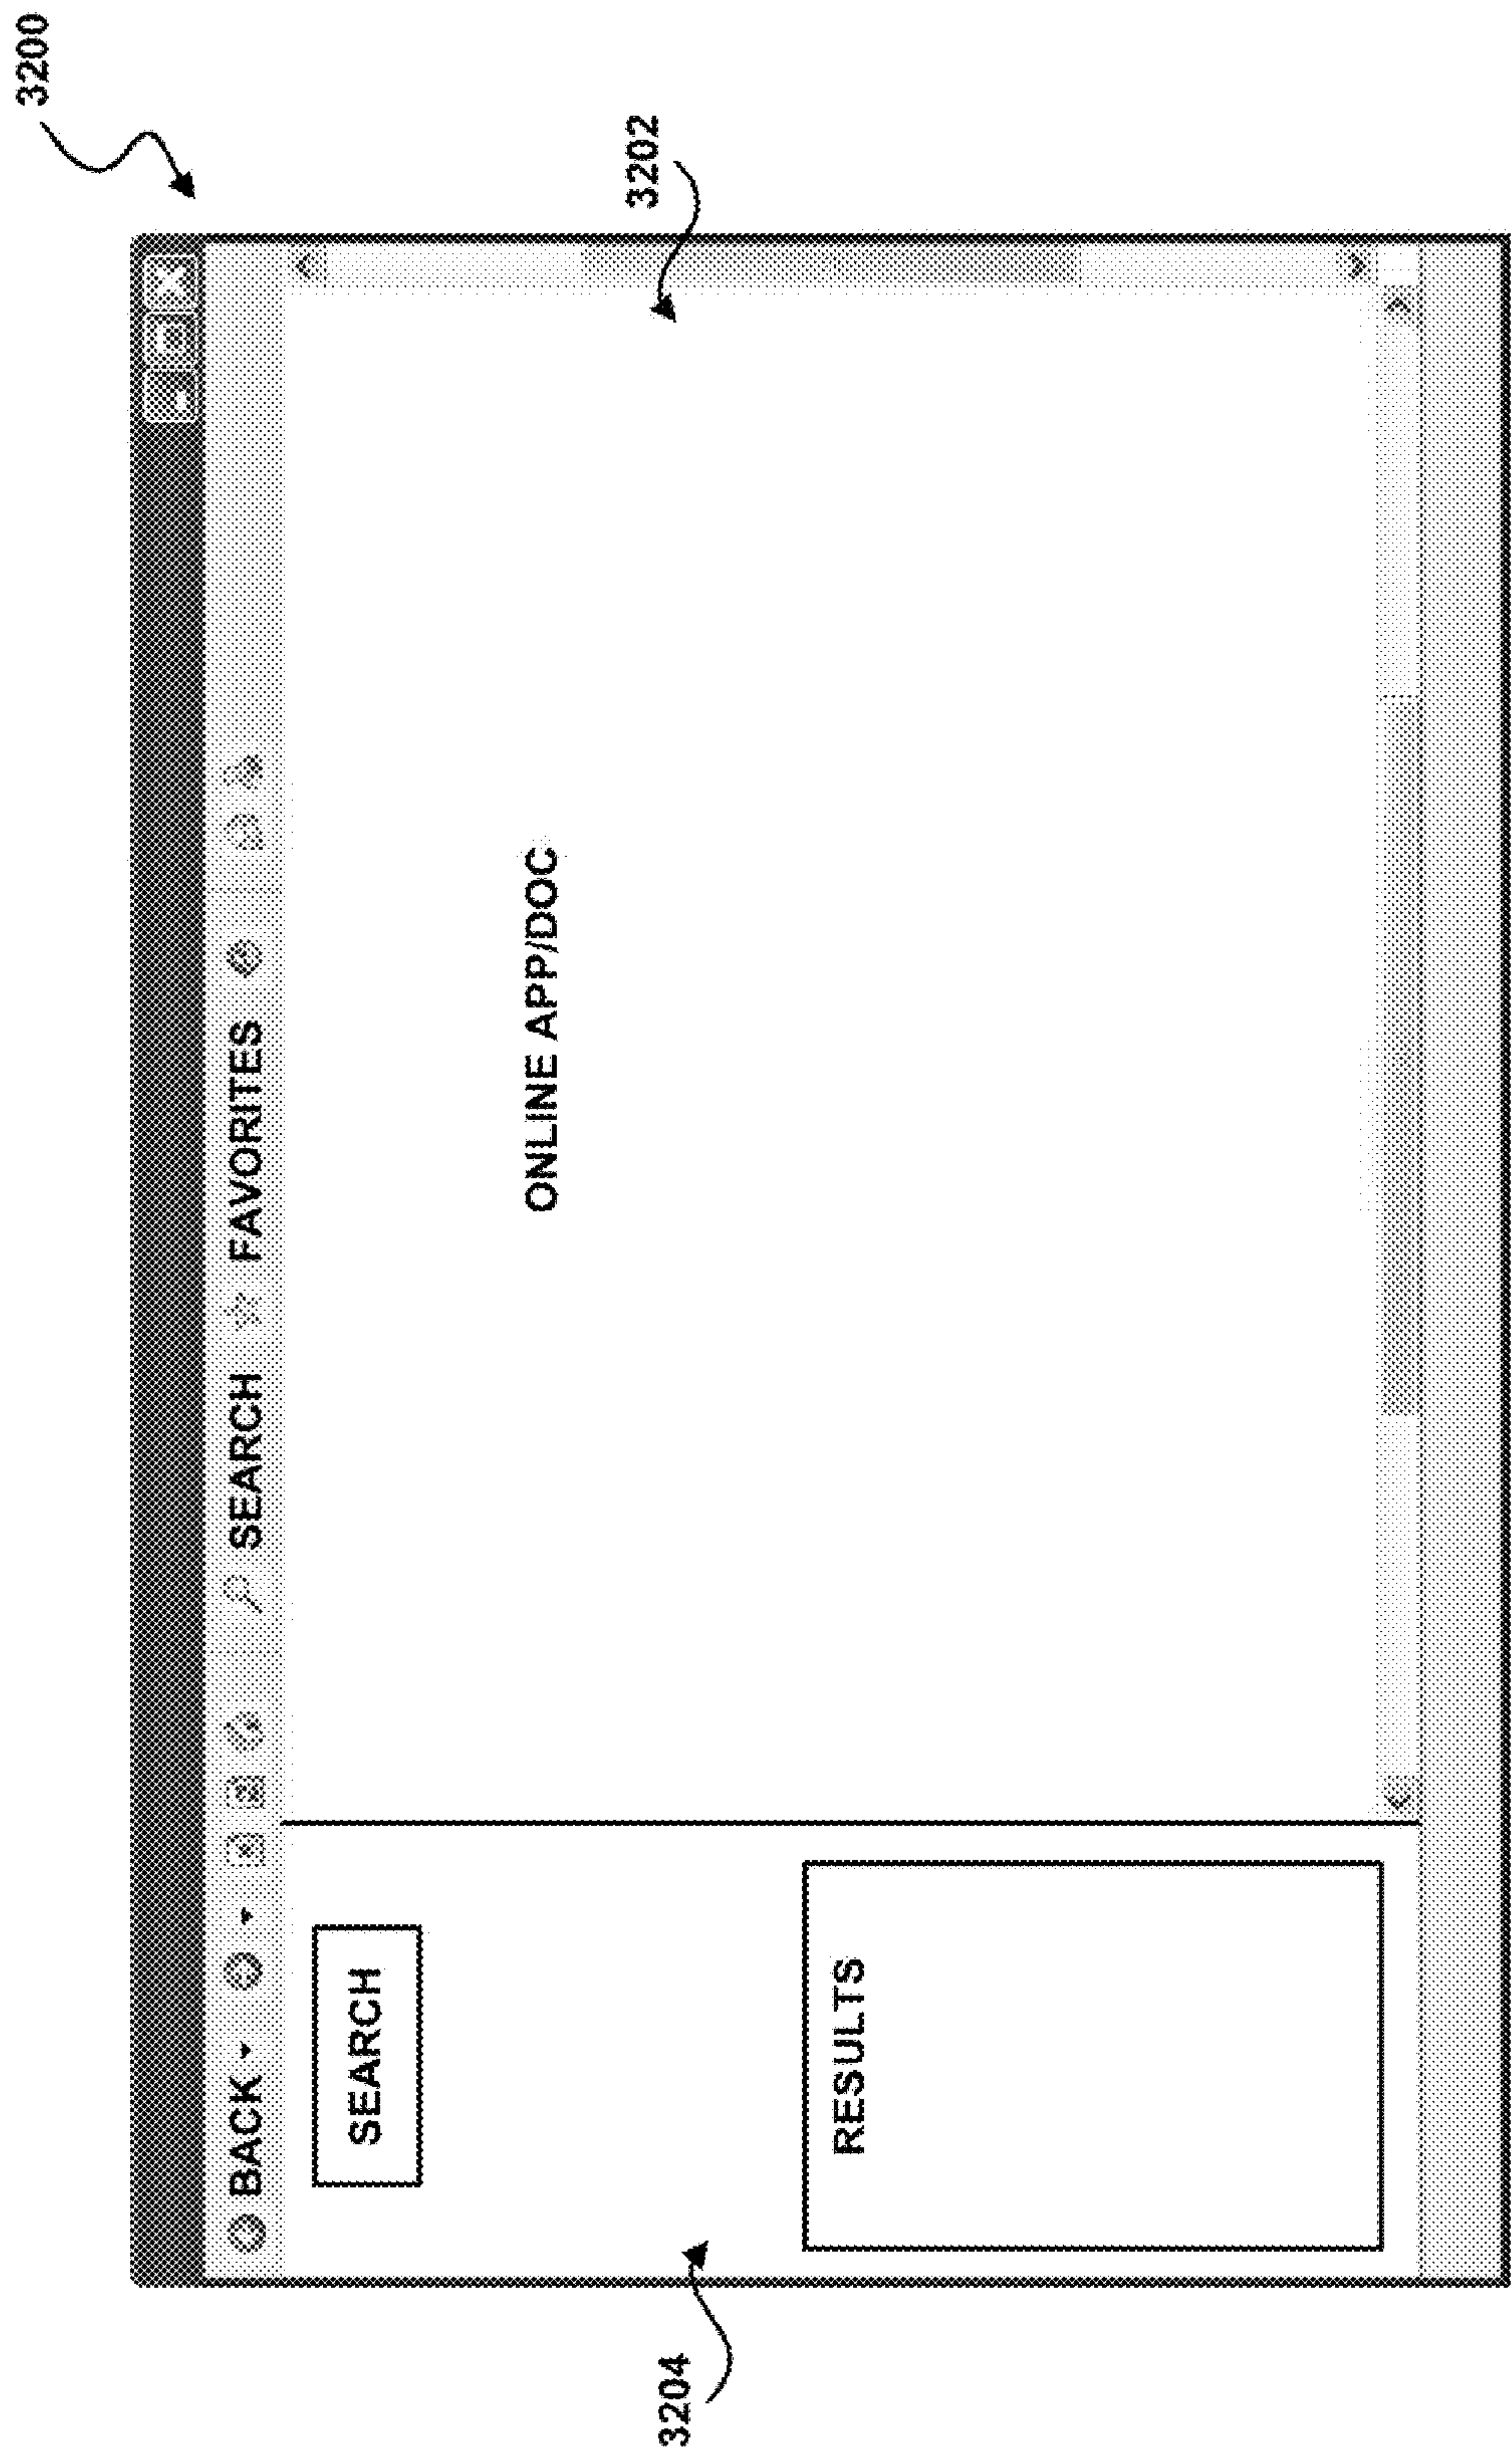 3200
BACK SEARCH FAVORITES
SEARCH
ONLINE APP/DOC
3202
RESULTS
3204